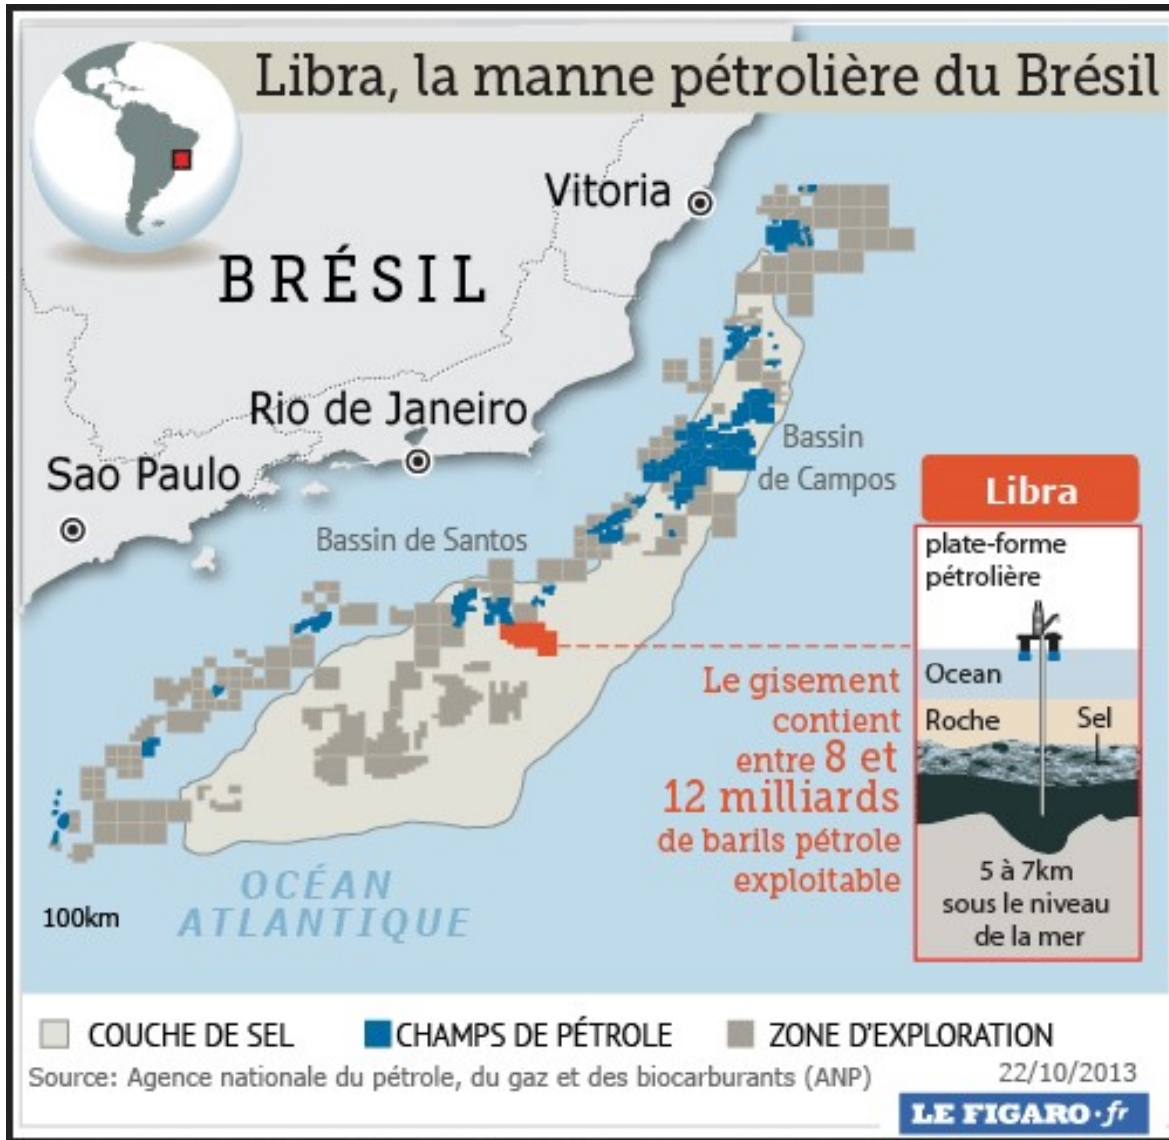 Libra, la manne pétrolière du Brésil
Vitoria
BRÉSIL
Rio de Janeiro
Sao Paulo
Bassin
de Campos
Bassin de Santos
Libra
plate-forme
pétrolière
Ocean
Roche
Sel
5 à 7km
sous le niveau
de la mer
Le gisement
contient
entre 8 et
12 milliards
de barils pétrole
exploitable
OCÉAN
ATLANTIQUE
100km
COUCHE DE SEL
CHAMPS DE PÉTROLE
ZONE D'EXPLORATION
Source: Agence nationale du pétrole, du gaz et des biocarburants (ANP)
22/10/2013
LE FIGARO·fr